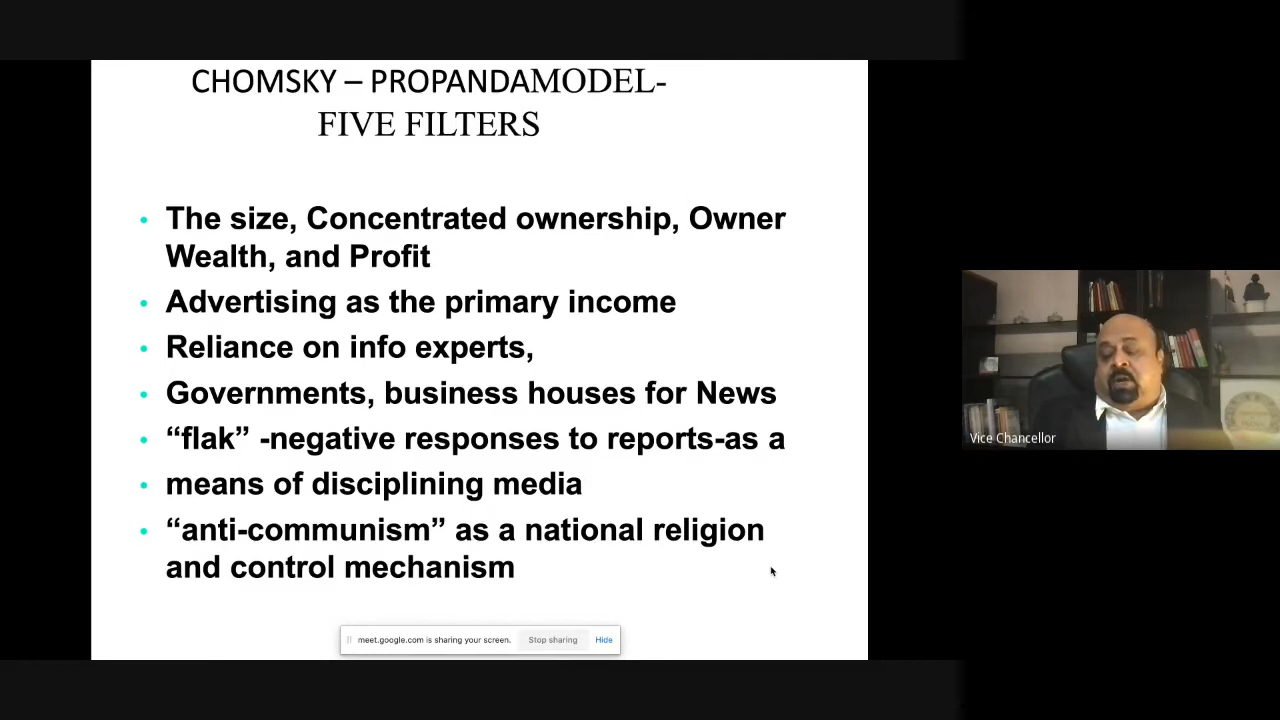 CHOMSKY – PROPANDAMODEL-
FIVE FILTERS
• The size, Concentrated ownership, Owner
Wealth, and Profit
• Advertising as the primary income
• Reliance on info experts,
• Governments, business houses for News
• “flak” -negative responses to reports-as a
• means of disciplining media
• “anti-communism” as a national religion
and control mechanism
meet.google.com is sharing your screen. Stop sharing Hide
Vice Chancellor